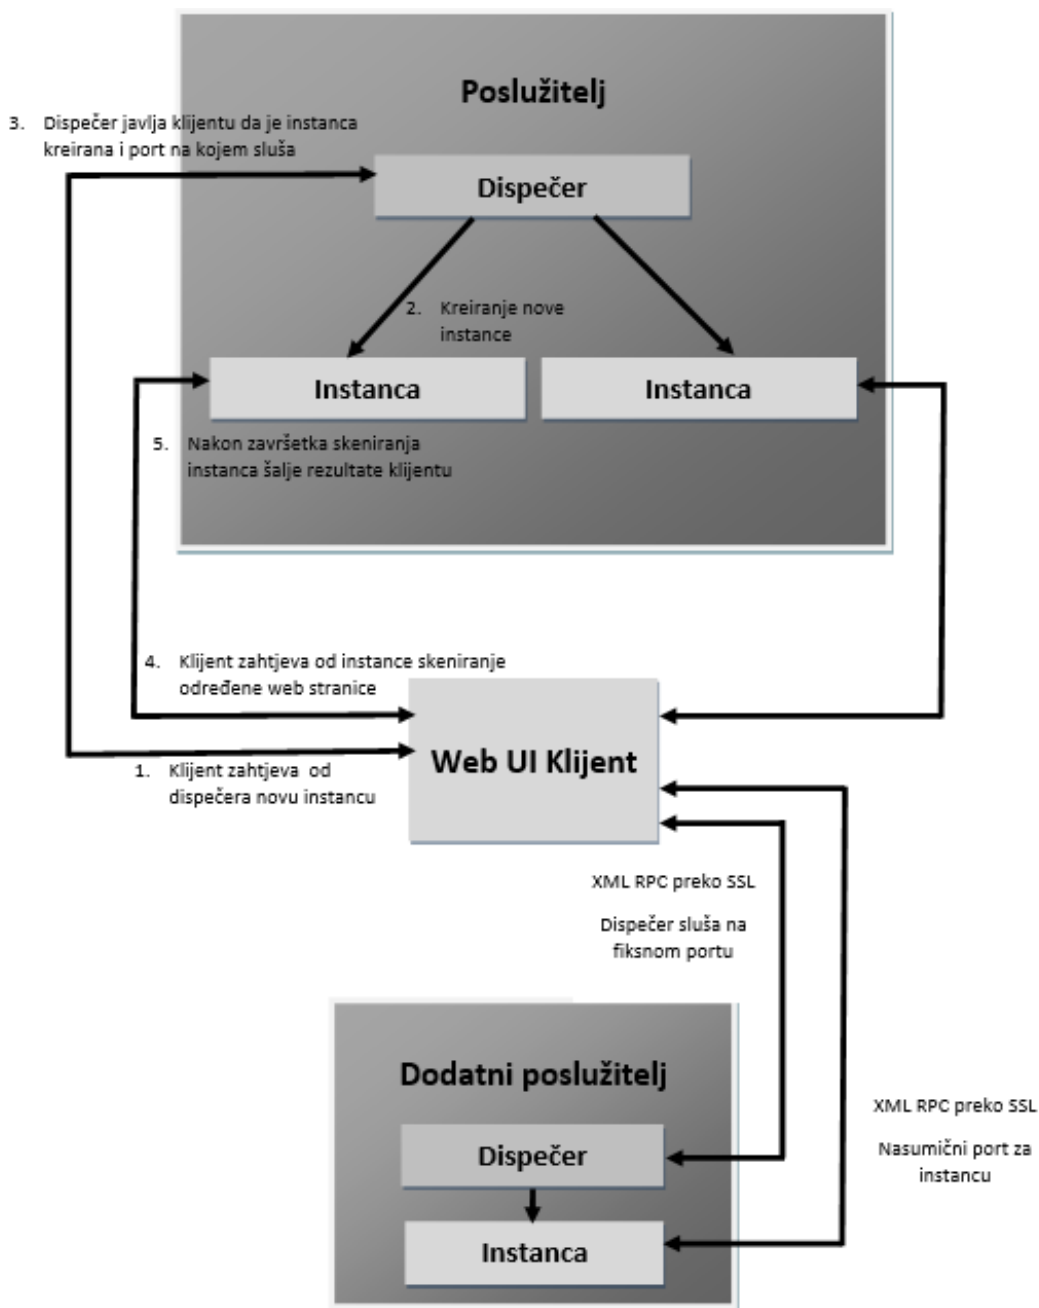 Poslužitelj
3. Dispečer javlja klijentu da je instanca
kreirana i port na kojem sluša
Dispečer
2. Kreiranje nove
instance
Instanca
Instanca
5. Nakon završetka skeniranja
instanca šalje rezultate klijentu
4. Klijent zahtjeva od instance skeniranje
određene web stranice
Web UI Klijent
1. Klijent zahtjeva od
dispečera novu instancu
XML RPC preko SSL
Dispečer sluša na
fiksnom portu
Dodatni poslužitelj
XML RPC preko SSL
Nasumični port za
instancu
Dispečer
Instanca